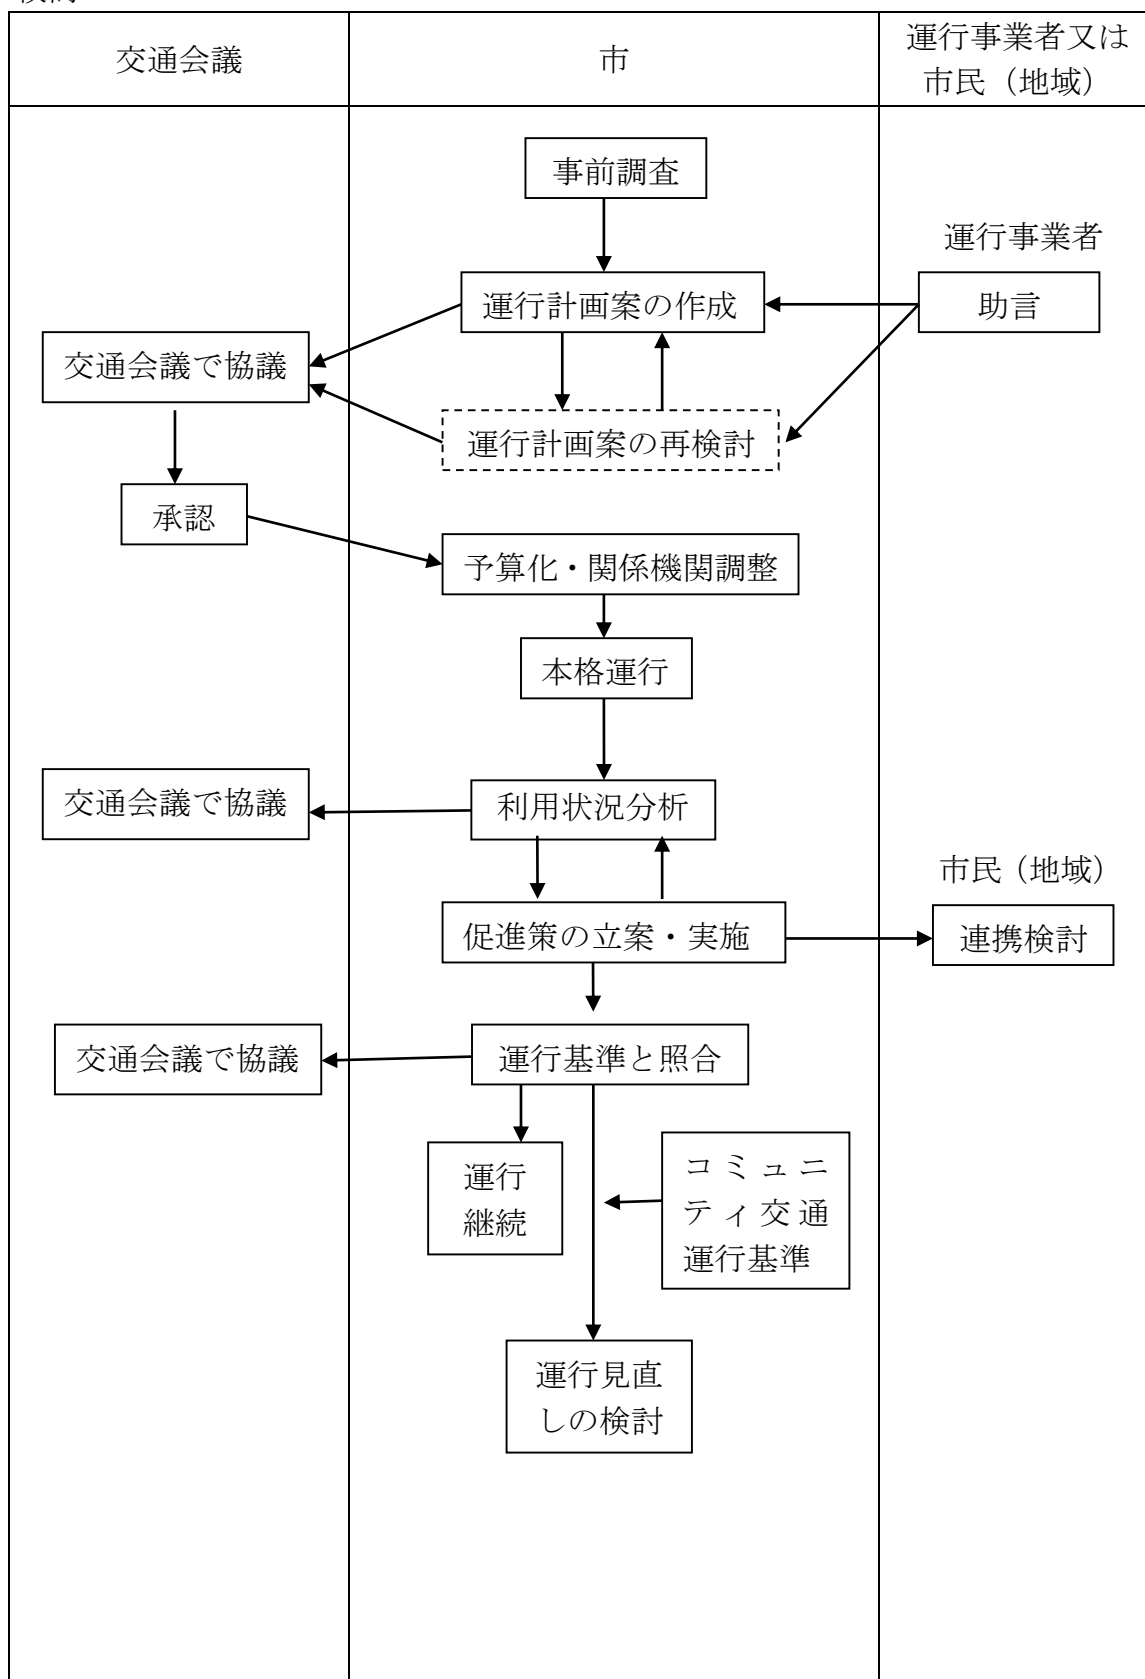 交通会議
市
運行事業者又は
市民（地域）
事前調査
運行事業者
運行計画案の作成
助言
交通会議で協議
運行計画案の再検討
承認
予算化・関係機関調整
本格運行
交通会議で協議
利用状況分析
市民（地域）
促進策の立案・実施
連携検討
交通会議で協議
運行基準と照合
運行
継続
コミュニ
ティ交通
運行基準
運行見直
しの検討